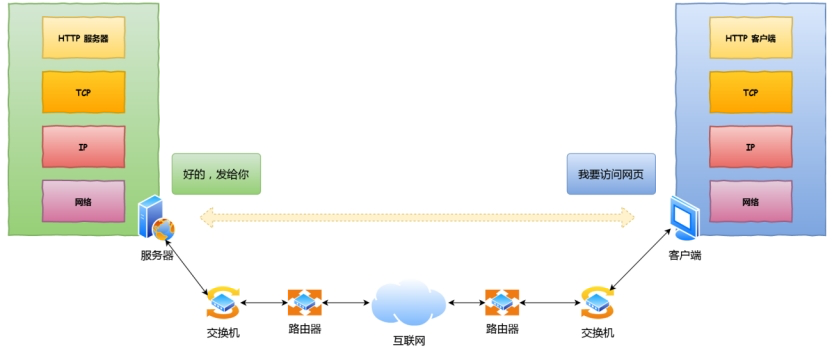 HTTP 服务器
TCP
IP
网络
服务器
好的，发给你
我要访问网页
HTTP 客户端
TCP
IP
网络
客户端
交换机
路由器
互联网
路由器
交换机